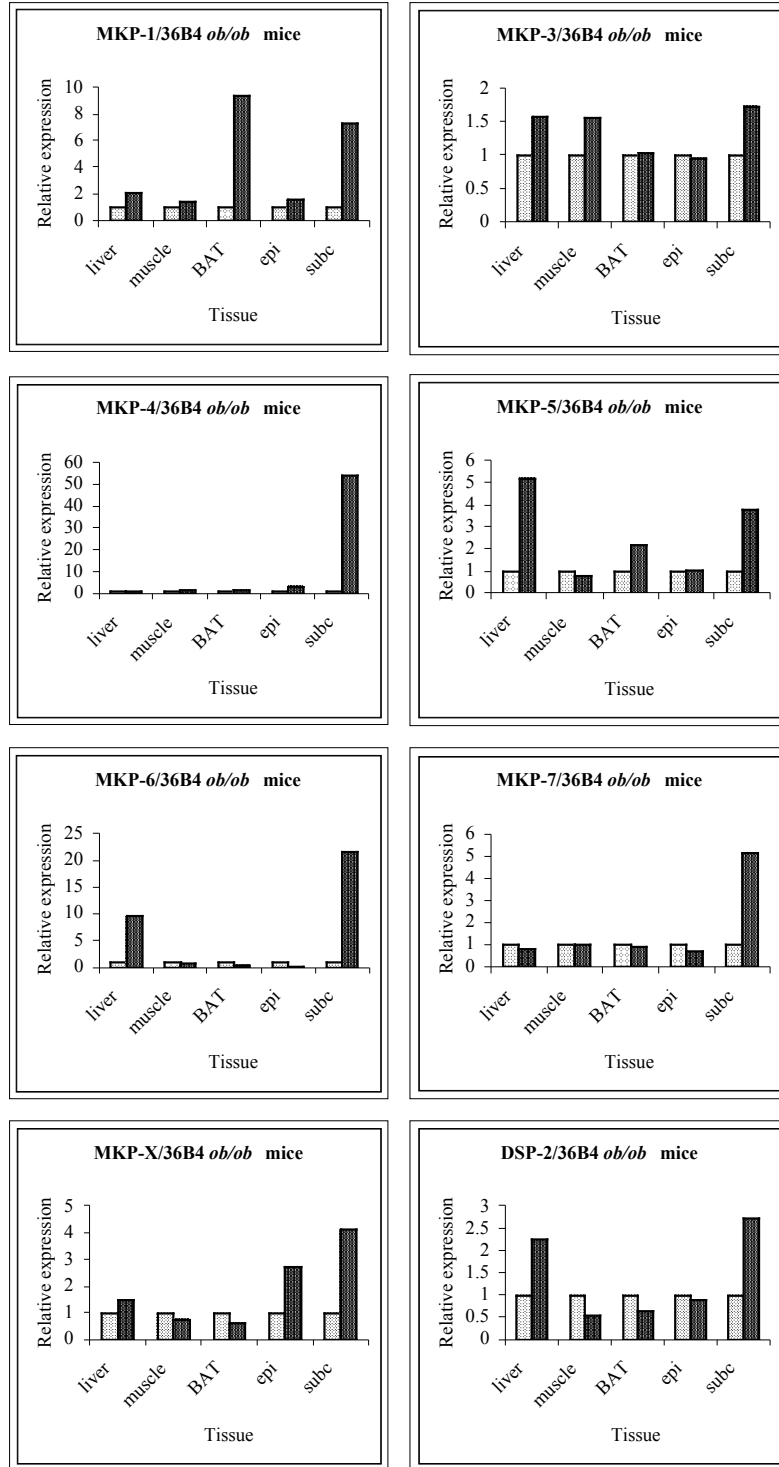 MKP-1/36B4 ob/ob mice
Relative expression
10
8
6
4
2
0
liver
muscle
BAT
epi
subc
Tissue
MKP-3/36B4 ob/ob mice
Relative expression
2
1.5
1
0.5
0
liver
muscle
BAT
epi
subc
Tissue
MKP-4/36B4 ob/ob mice
Relative expression
60
50
40
30
20
10
0
liver
muscle
BAT
epi
subc
Tissue
MKP-5/36B4 ob/ob mice
Relative expression
6
5
4
3
2
1
0
liver
muscle
BAT
epi
subc
Tissue
MKP-6/36B4 ob/ob mice
Relative expression
25
20
15
10
5
0
liver
muscle
BAT
epi
subc
Tissue
MKP-7/36B4 ob/ob mice
Relative expression
6
5
4
3
2
1
0
liver
muscle
BAT
epi
subc
Tissue
MKP-X/36B4 ob/ob mice
Relative expression
5
4
3
2
1
0
liver
muscle
BAT
epi
subc
Tissue
DSP-2/36B4 ob/ob mice
Relative expression
3
2.5
2
1.5
1
0.5
0
liver
muscle
BAT
epi
subc
Tissue